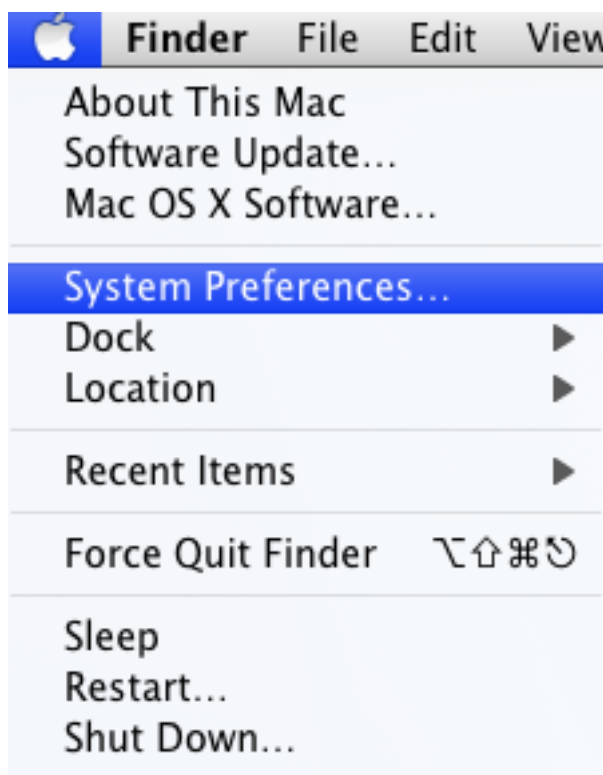 Finder File Edit View
About This Mac
Software Update...
Mac OS X Software...
System Preferences...
Dock
Location
Recent Items
Force Quit Finder ⌥⇧⌘⎋
Sleep
Restart...
Shut Down...